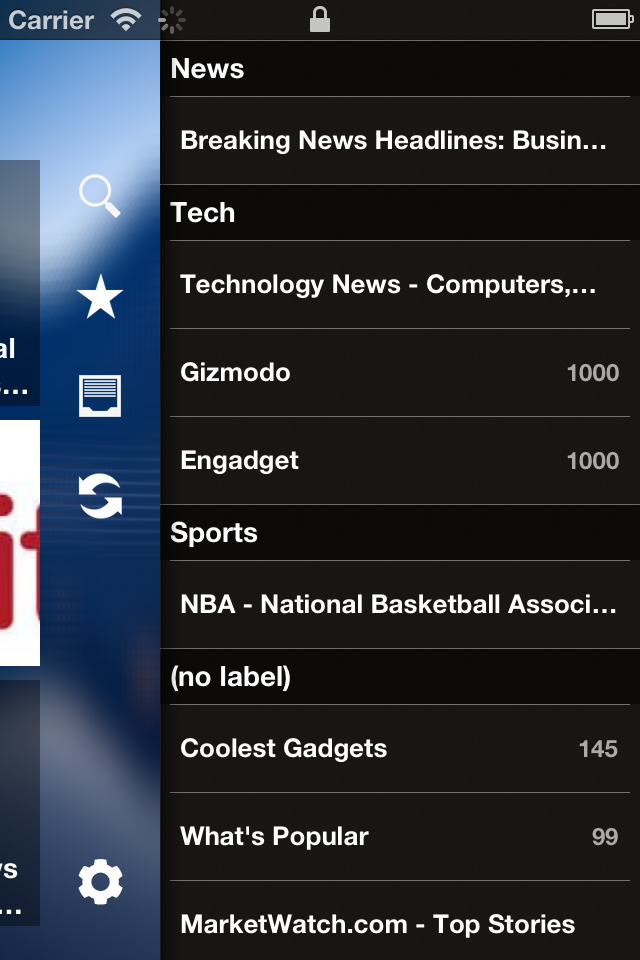 Carrier
News
Breaking News Headlines: Busin...
Tech
Technology News - Computers,...
Gizmodo 1000
Engadget 1000
Sports
NBA - National Basketball Associ...
(no label)
Coolest Gadgets 145
What's Popular 99
MarketWatch.com - Top Stories